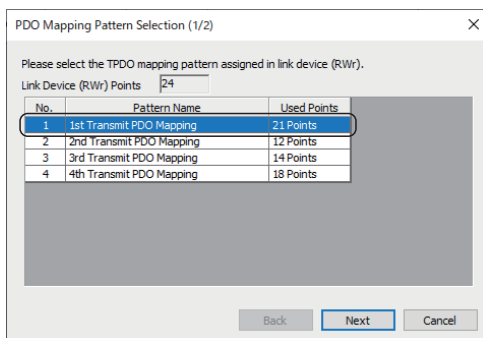 PDO Mapping Pattern Selection (1/2)
Please select the TPDO mapping pattern assigned in link device (RWr).
Link Device (RWr) Points 24
No. Pattern Name Used Points
1 1st Transmit PDO Mapping 21 Points
2 2nd Transmit PDO Mapping 12 Points
3 3rd Transmit PDO Mapping 14 Points
4 4th Transmit PDO Mapping 18 Points
Back Next Cancel